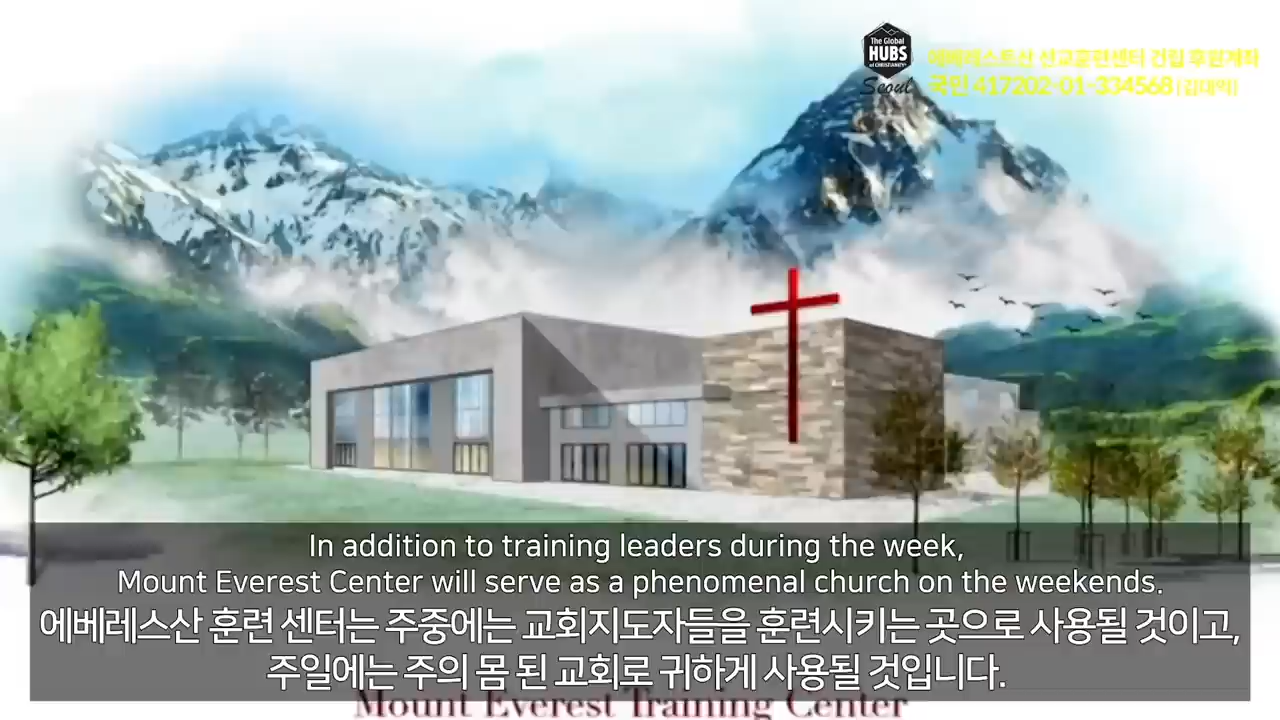 The Global
HUBS
of CHRISTIANITY
Seoul
에베레스트산 선교훈련센터 건립 후원계좌
국민 417202-01-334568 [김대억]
In addition to training leaders during the week,
Mount Everest Center will serve as a phenomenal church on the weekends.
에베레스산 훈련 센터는 주중에는 교회지도자들을 훈련시키는 곳으로 사용될 것이고,
주일에는 주의 몸 된 교회로 귀하게 사용될 것입니다.
Mount Everest Training Center